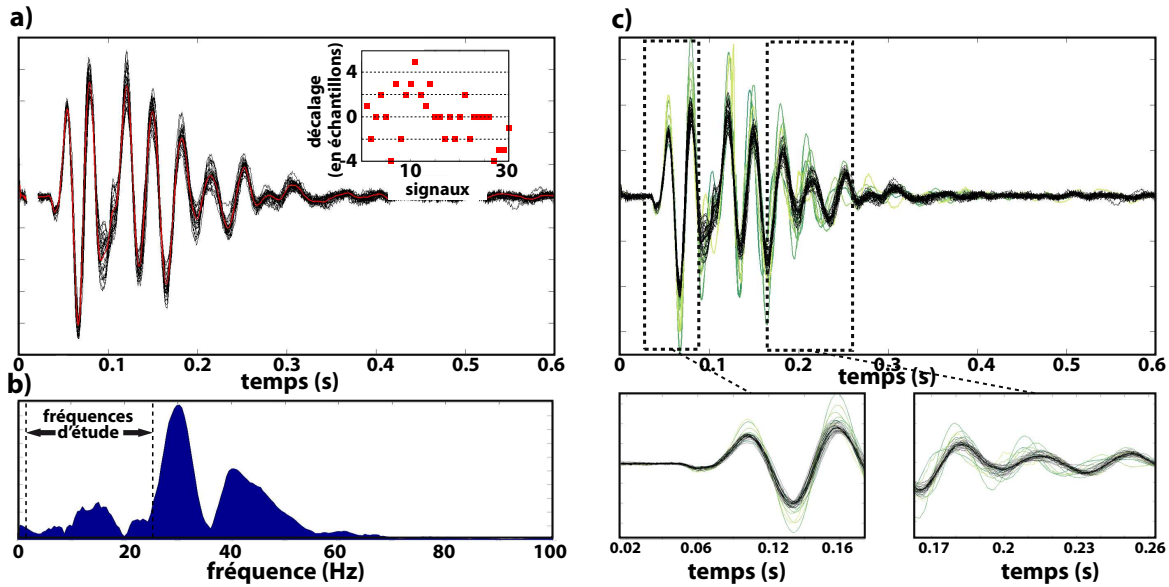 a)
décalage
(en échantillons)
4
2
0
-2
-4
10
30
signaux
0
0.1
0.2
0.3
0.4
0.5
0.6
temps (s)
b)
fréquences
d'étude
0
20
40
60
80
100
fréquence (Hz)
c)
0
0.1
0.2
0.3
0.4
0.5
0.6
temps (s)
0.02
0.06
0.12
0.16
temps (s)
0.17
0.2
0.23
0.26
temps (s)